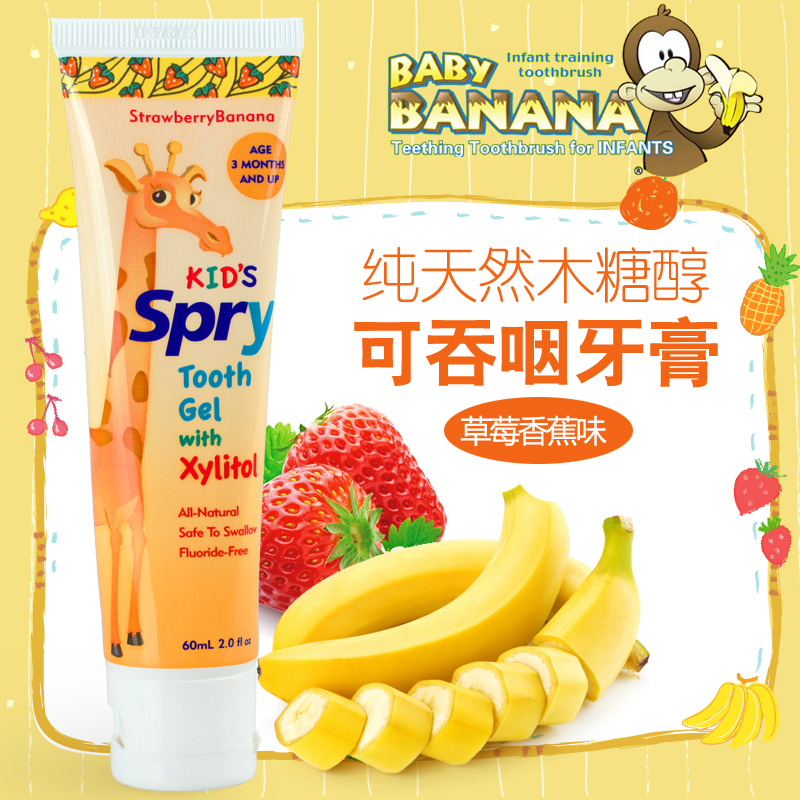 StrawberryBanana
AGE
3 MONTHS
AND UP
KID'S
Spry
Tooth
Gel
with
Xylitol
All-Natural
Safe To Swallow
Fluoride-Free
60mL 2.0 fl oz
Infant training
toothbrush
BABY
BANANA
Teething Toothbrush for INFANTS
®
纯天然木糖醇
可吞咽牙膏
草莓香蕉味